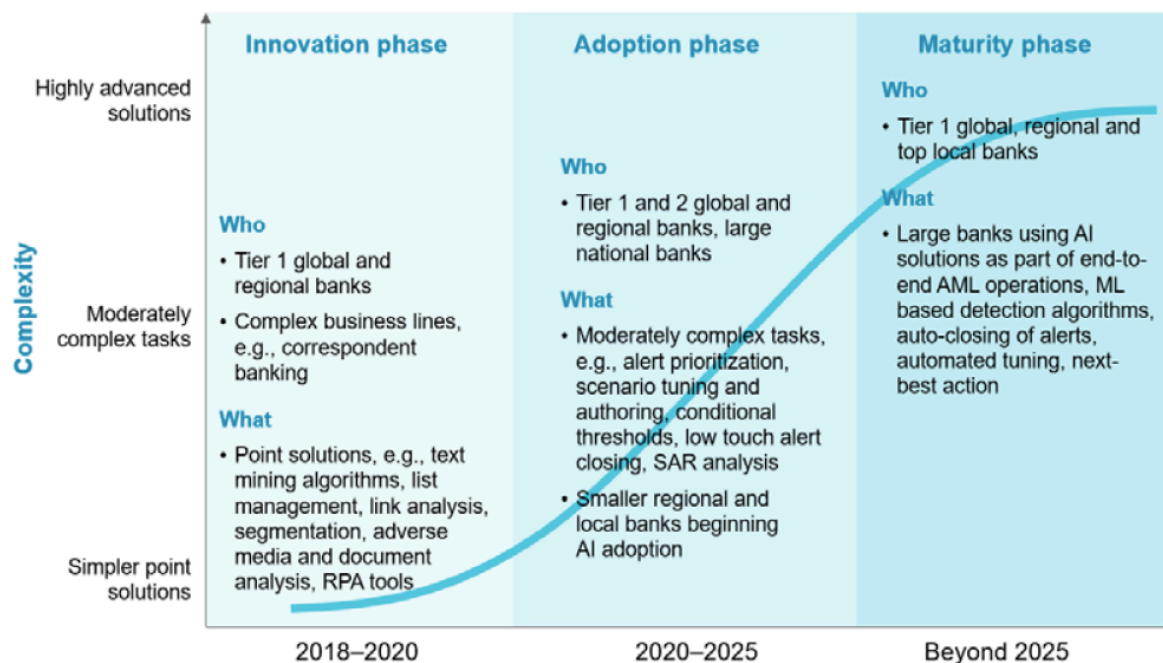 Innovation phase
Adoption phase
Maturity phase
Complexity
Highly advanced
solutions
Moderately
complex tasks
Simpler point
solutions
Who
• Tier 1 global and
regional banks
• Complex business lines,
e.g., correspondent
banking
What
• Point solutions, e.g., text
mining algorithms, list
management, link analysis,
segmentation, adverse
media and document
analysis, RPA tools
Who
• Tier 1 and 2 global and
regional banks, large
national banks
What
• Moderately complex tasks,
e.g., alert prioritization,
scenario tuning and
authoring, conditional
thresholds, low touch alert
closing, SAR analysis
• Smaller regional and
local banks beginning
AI adoption
Who
• Tier 1 global, regional and
top local banks
What
• Large banks using AI
solutions as part of end-to-
end AML operations, ML
based detection algorithms,
auto-closing of alerts,
automated tuning, next-
best action
2018–2020
2020–2025
Beyond 2025